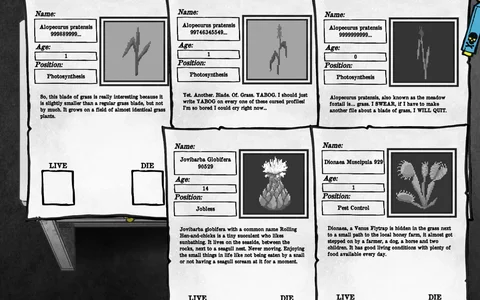 Name:
Alopecurus pratensis
999889999...
Age:
1
Position:
Photosynthesis
So, this blade of grass is really interesting because it
is slightly smaller than a regular grass blade, but not
by much. It grows on a field of almost identical grass
plants.
LIVE DIE
Name:
Alopecurus pratensis
99746345549...
Age:
1
Position:
Photosynthesis
Yet. Another. Blade. Of. Grass. YABOG. I should just
write YABOG on every one of these cursed profiles!
I'm so bored I could cry right now...
Name:
Alopecurus pratensis
9999999999...
Age:
0
Position:
Photosynthesis
Alopecurus pratensis, also known as the meadow
foxtail is... grass. I SWEAR, if I have to make
another file about a blade of grass, I WILL QUIT.
Name:
Jovibarba Globifera
90529
Age:
14
Position:
Jobless
Jovibarba globifera with a common name Rolling
Hen-and-chicks is a tiny succulent who likes
sunbathing. It lives on the seaside, between the
rocks, next to a seagull nest. Never moving. Enjoying
the small things in life like not being eaten by a snail
or not having a seagull scream at it for a moment.
LIVE DIE
Name:
Dionaea Muscipula 929
Age:
1
Position:
Pest Control
Dionaea, a Venus Flytrap is hidden in the grass next
to a small path to the local honey farm, it almost got
stepped on by a farmer, a dog, a horse and two
children. It has good living conditions with plenty of
food available every day.
LIVE DIE